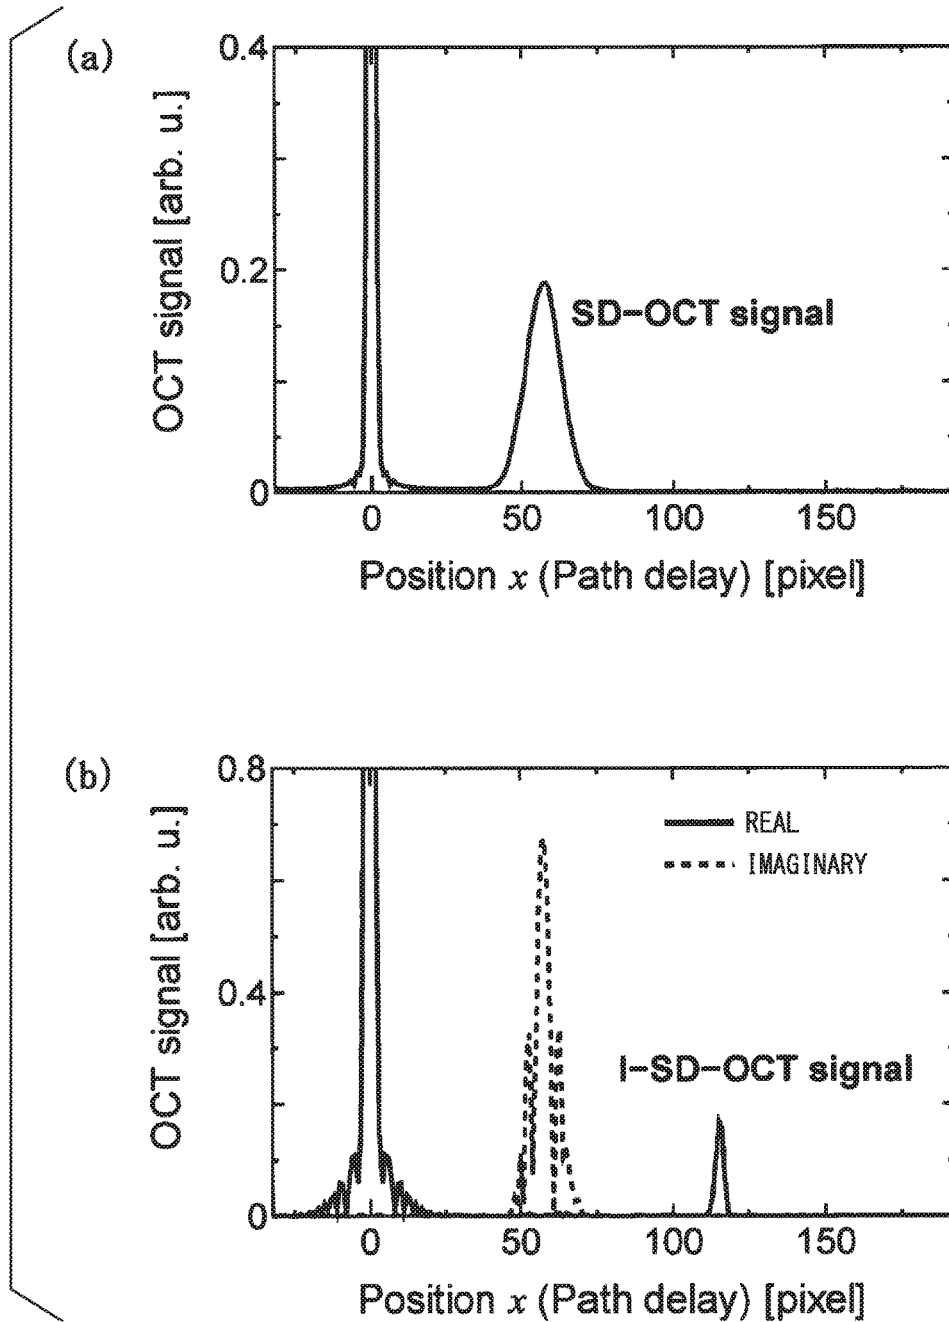 (a)
OCT signal [arb. u.]
0.4
0.2
0
SD-OCT signal
0 50 100 150
Position x (Path delay) [pixel]
(b)
OCT signal [arb. u.]
0.8
0.4
0
REAL
IMAGINARY
I-SD-OCT signal
0 50 100 150
Position x (Path delay) [pixel]